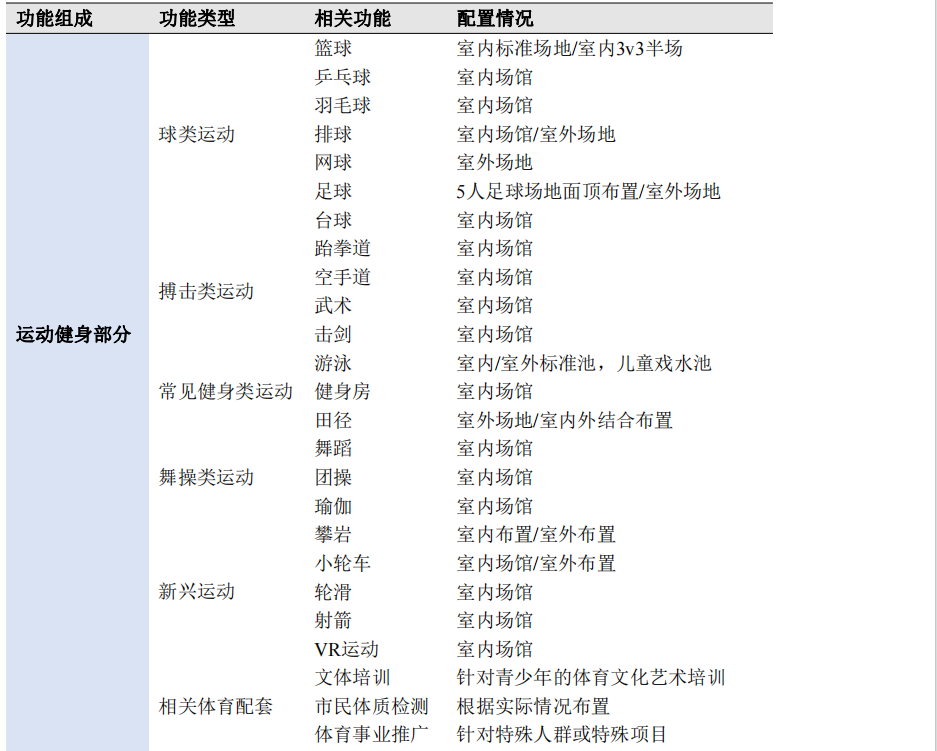 功能组成 功能类型 相关功能 配置情况
篮球 室内标准场地/室内3v3半场
乒乓球 室内场馆
羽毛球 室内场馆
球类运动 排球 室内场馆/室外场地
网球 室外场地
足球 5人足球场地面顶布置/室外场地
台球 室内场馆
跆拳道 室内场馆
空手道 室内场馆
搏击类运动
武术 室内场馆
运动健身部分 击剑 室内场馆
游泳 室内/室外标准池，儿童戏水池
常见健身类运动 健身房 室内场馆
田径 室外场地/室内外结合布置
舞蹈 室内场馆
舞操类运动 团操 室内场馆
瑜伽 室内场馆
攀岩 室内布置/室外布置
小轮车 室内场馆/室外布置
新兴运动 轮滑 室内场馆
射箭 室内场馆
VR运动 室内场馆
文体培训 针对青少年的体育文化艺术培训
相关体育配套 市民体质检测 根据实际情况布置
体育事业推广 针对特殊人群或特殊项目